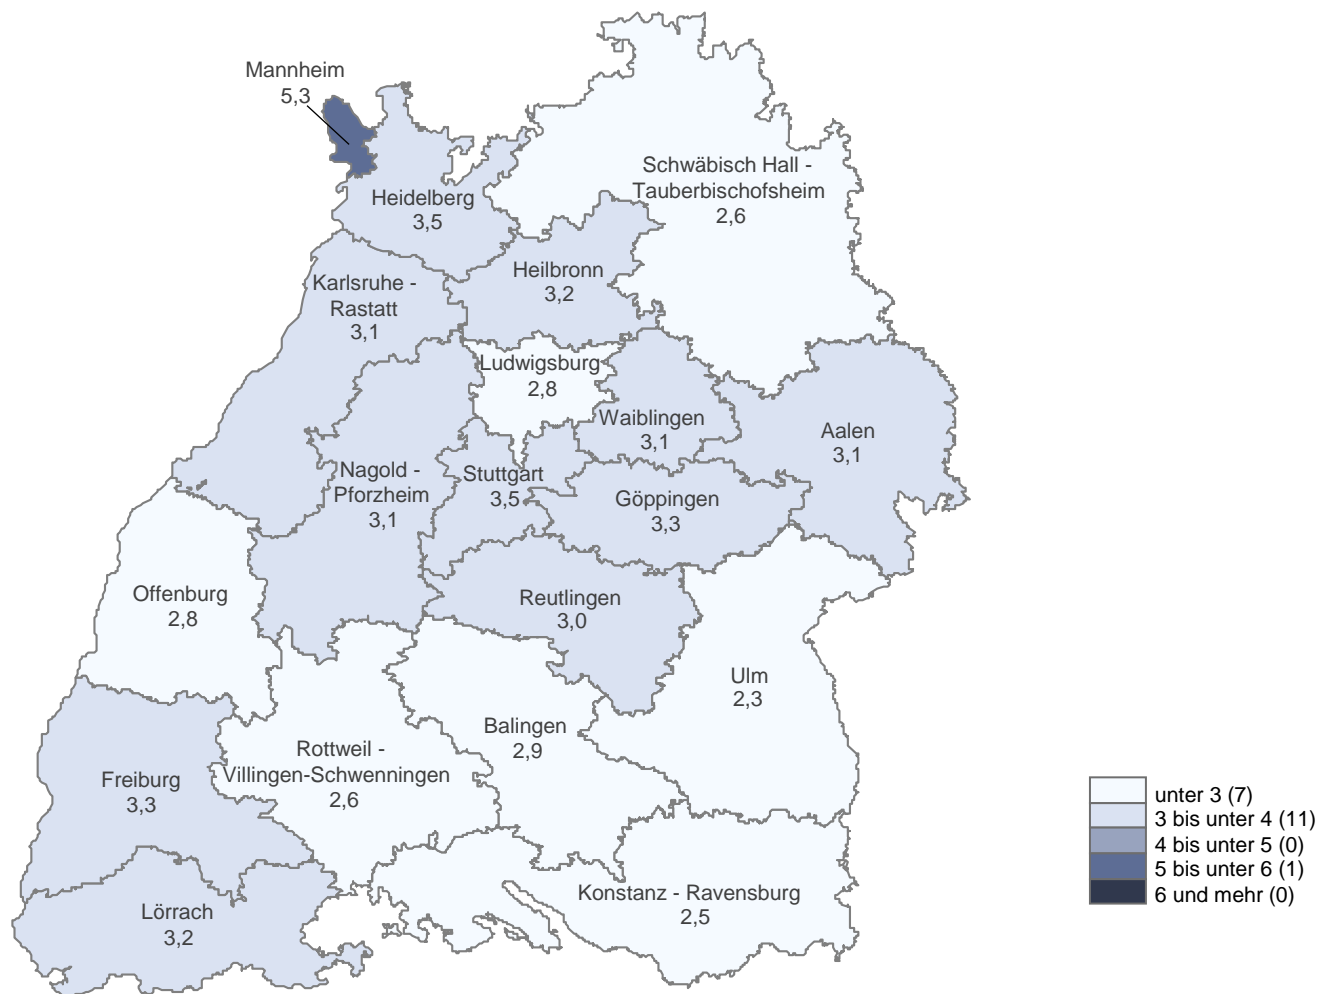 Mannheim
5,3
Schwäbisch Hall -
Tauberbischofsheim
2,6
Heidelberg
3,5
Heilbronn
3,2
Karlsruhe -
Rastatt
3,1
Ludwigsburg
2,8
Waiblingen
3,1
Aalen
3,1
Nagold -
Pforzheim
3,1
Stuttgart
3,5
Göppingen
3,3
Offenburg
2,8
Reutlingen
3,0
Ulm
2,3
Balingen
2,9
Rottweil -
Villingen-Schwenningen
2,6
Freiburg
3,3
Konstanz - Ravensburg
2,5
Lörrach
3,2
unter 3 (7)
3 bis unter 4 (11)
4 bis unter 5 (0)
5 bis unter 6 (1)
6 und mehr (0)